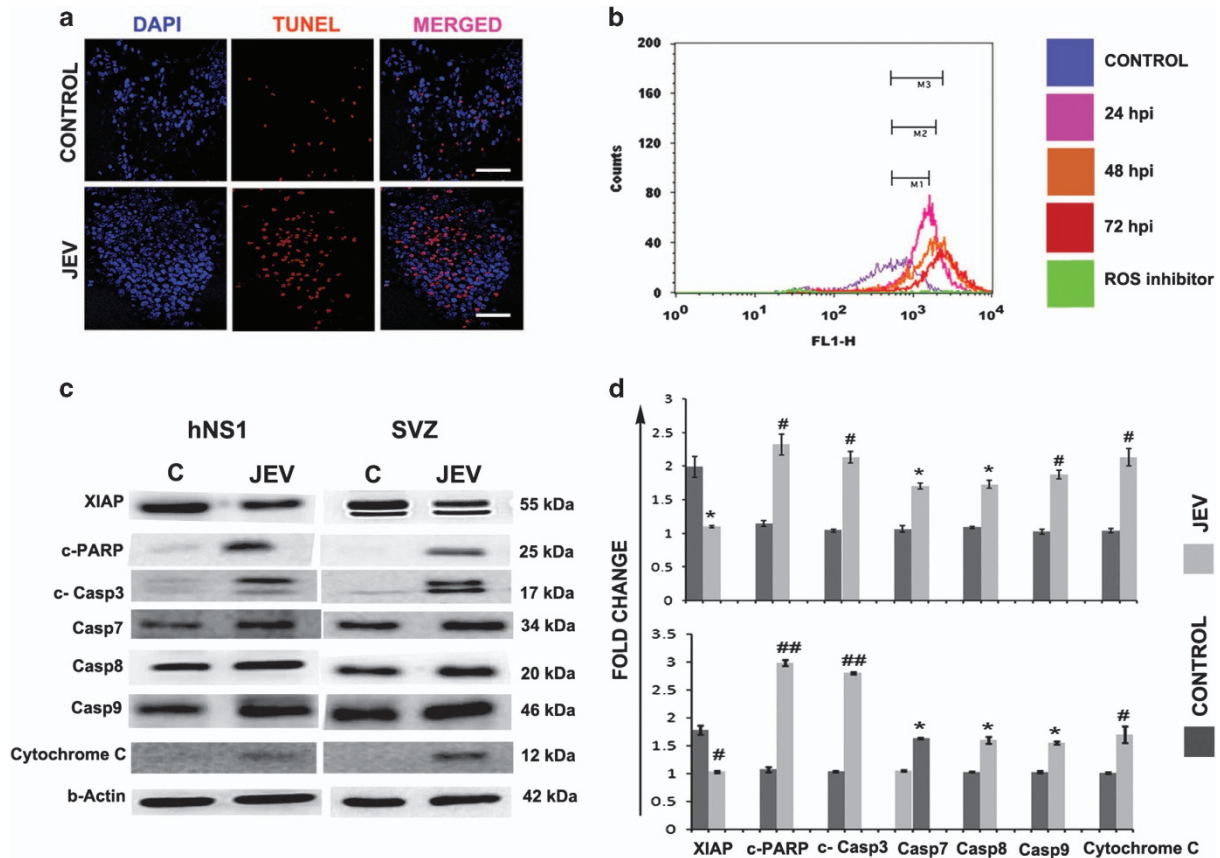 a
DAPI TUNEL MERGED
CONTROL
JEV
b
200
160
120
80
40
0
Counts
M3
M2
M1
10^0 10^1 10^2 10^3 10^4
FL1-H
CONTROL
24 hpi
48 hpi
72 hpi
ROS inhibitor
c
hNS1 SVZ
C JEV C JEV
XIAP 55 kDa
c-PARP 25 kDa
c- Casp3 17 kDa
Casp7 34 kDa
Casp8 20 kDa
Casp9 46 kDa
Cytochrome C 12 kDa
b-Actin 42 kDa
d
FOLD CHANGE
3
2.5
2
1.5
1
0.5
0
* # # * * # #
3.5
3
2.5
2
1.5
1
0.5
0
# ## ## * * * #
XIAP c-PARP c- Casp3 Casp7 Casp8 Casp9 Cytochrome C
JEV
CONTROL